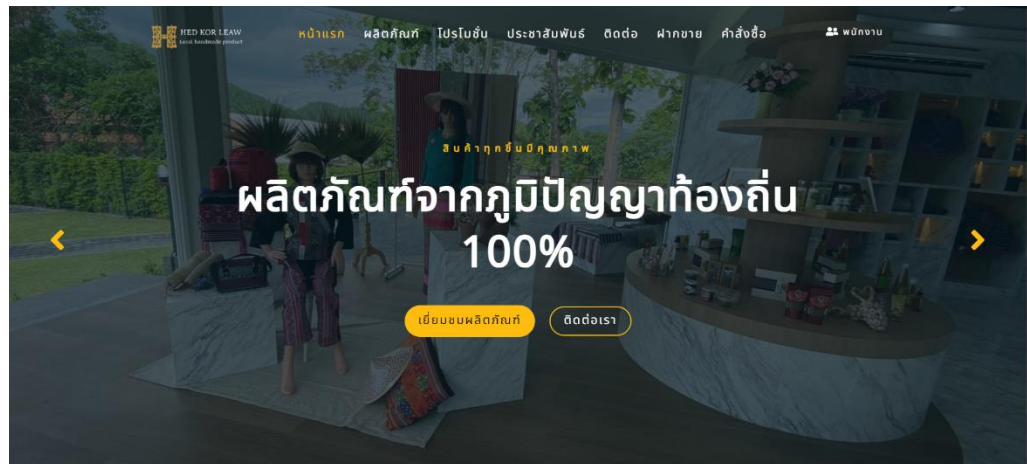 HED KOR LEAW
Local handmade product
หน้าแรก ผลิตภัณฑ์ โปรโมชั่น ประชาสัมพันธ์ ติดต่อ ฝากขาย คำสั่งซื้อ พนักงาน
สินค้าทุกชิ้นมีคุณภาพ
ผลิตภัณฑ์จากภูมิปัญญาท้องถิ่น
100%
เยี่ยมชมผลิตภัณฑ์ ติดต่อเรา